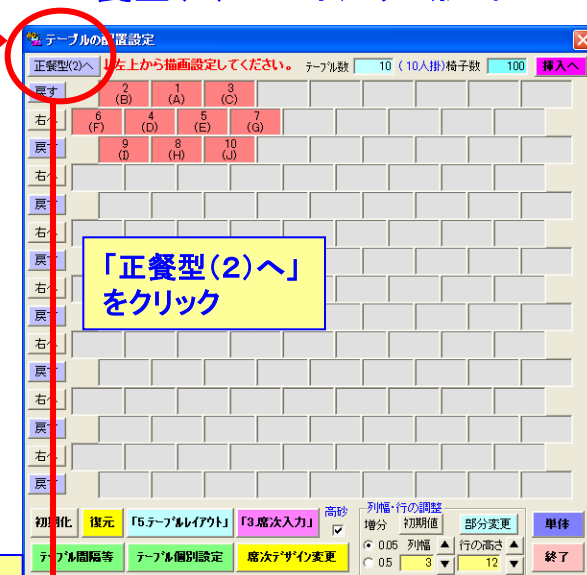 テーブルの配置設定
正餐型(2)へ ↓左上から描画設定してください。 テーブル数 10 (10人掛)椅子数 100 挿入へ
戻す 2 (B) 1 (A) 3 (C)
右へ 6 (F) 4 (D) 5 (E) 7 (G)
戻す 9 (I) 8 (H) 10 (J)
右へ
戻す
右へ
戻す
右へ
戻す
右へ
戻す
右へ
戻す
右へ
戻す
「正餐型(2)へ」
をクリック
初期化 復元 「5.テーブルレイアウト」 「3.席次入力」 高砂
テーブル間隔等 テーブル個別設定 席次デザイン変更
列幅・行の調整
増分 初期値 部分変更
0.05 列幅 ▲ 行の高さ ▲
0.5 3 ▼ 12 ▼
単体
終了